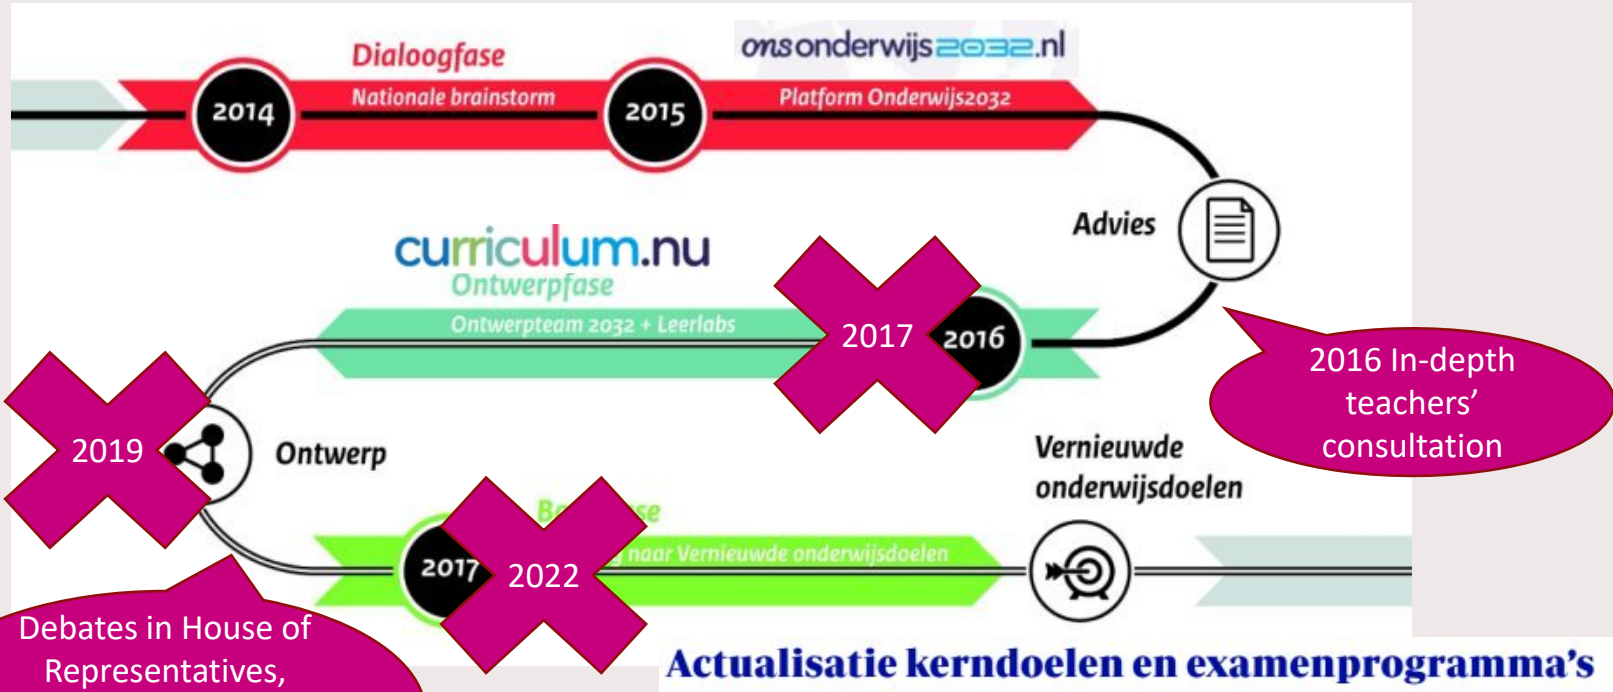 Dialoogfase
onsonderwijs2032.nl
2014
Nationale brainstorm
2015
Platform Onderwijs2032
Advies
curriculum.nu
Ontwerpfase
Ontwerpteam 2032 + Leerlabs
2017
2016
2016 In-depth
teachers’
consultation
2019
Ontwerp
Vernieuwde
onderwijsdoelen
2017
2022
naar Vernieuwde onderwijsdoelen
Debates in House of
Representatives,
Actualisatie kerndoelen en examenprogramma's